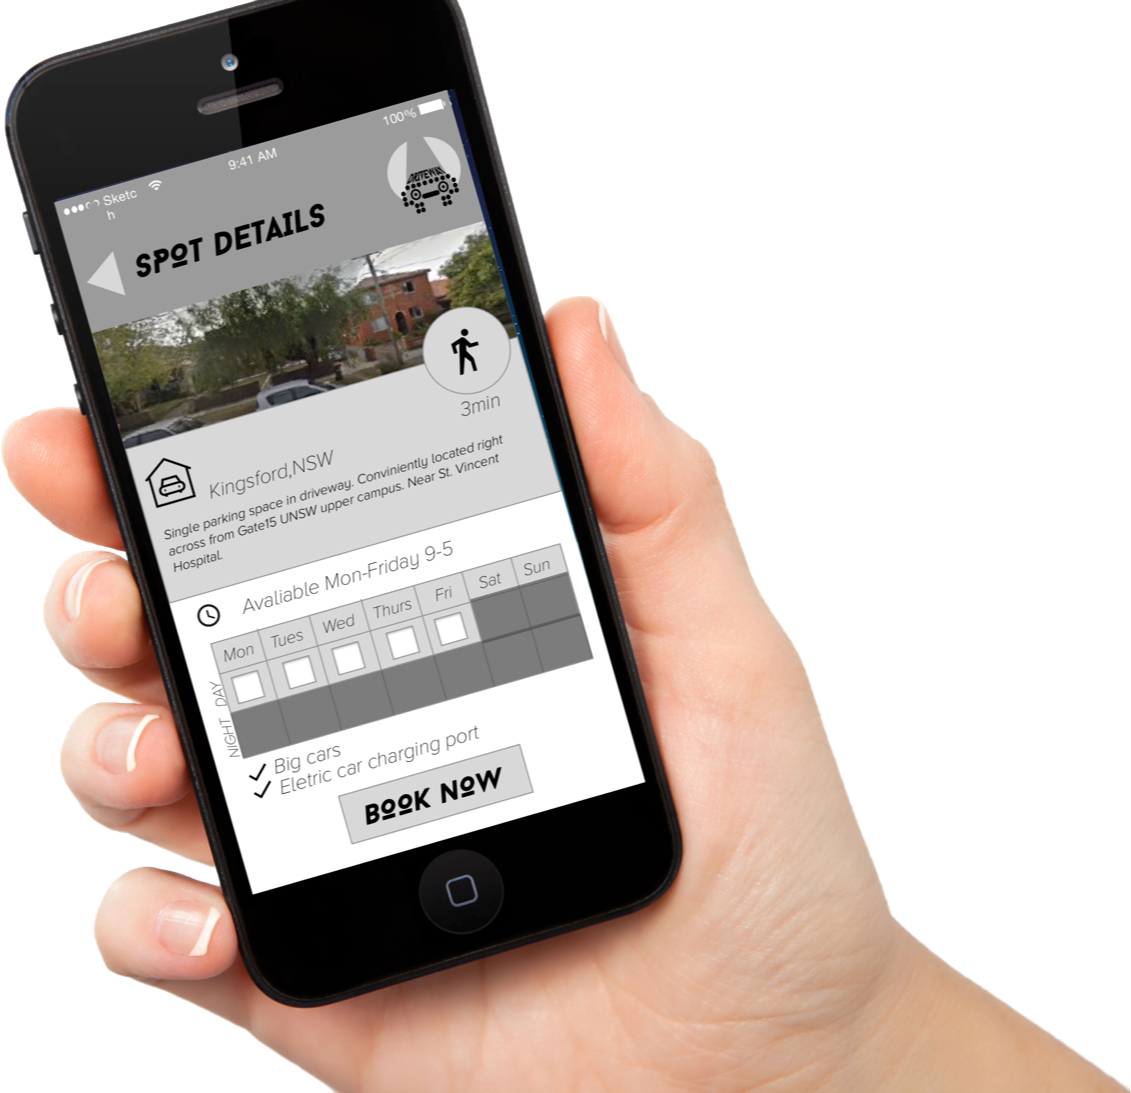 Sketc
h
9:41 AM
100%
DRIVEWAY
SPOT DETAILS
3min
Kingsford,NSW
Single parking space in driveway. Conviniently located right
across from Gate15 UNSW upper campus. Near St. Vincent
Hospital.
Avaliable Mon-Friday 9-5
Mon Tues Wed Thurs Fri Sat Sun
DAY
NIGHT
Big cars
Eletric car charging port
BOOK NOW